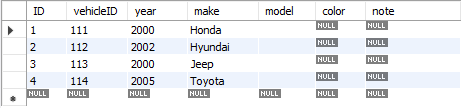 ID vehicleID year make model color note
1 111 2000 Honda NULL NULL
2 112 2002 Hyundai NULL NULL
3 113 2000 Jeep NULL NULL
4 114 2005 Toyota NULL NULL
NULL NULL NULL NULL NULL NULL NULL